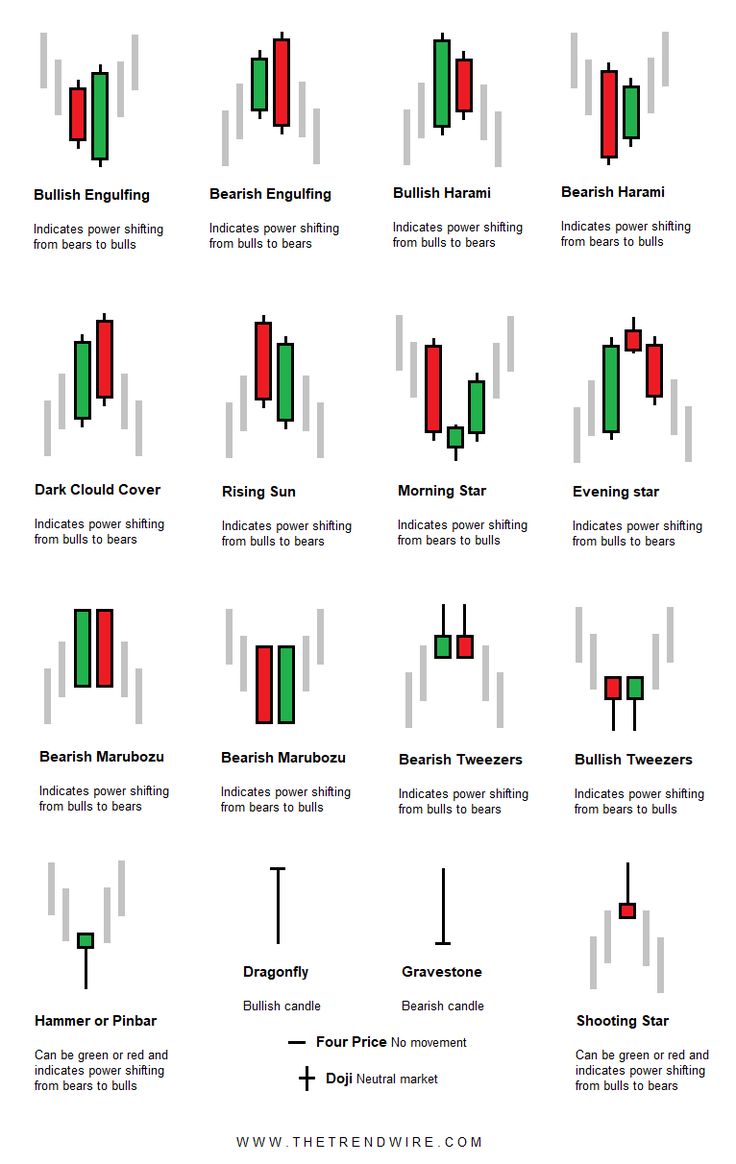 Bullish Engulfing
Indicates power shifting
from bears to bulls
Bearish Engulfing
Indicates power shifting
from bulls to bears
Bullish Harami
Indicates power shifting
from bulls to bears
Bearish Harami
Indicates power shifting
from bears to bulls
Dark Clould Cover
Indicates power shifting
from bulls to bears
Rising Sun
Indicates power shifting
from bulls to bears
Morning Star
Indicates power shifting
from bears to bulls
Evening star
Indicates power shifting
from bulls to bears
Bearish Marubozu
Indicates power shifting
from bulls to bears
Bearish Marubozu
Indicates power shifting
from bears to bulls
Bearish Tweezers
Indicates power shifting
from bulls to bears
Bullish Tweezers
Indicates power shifting
from bears to bulls
Hammer or Pinbar
Can be green or red and
indicates power shifting
from bears to bulls
Dragonfly
Bullish candle
Gravestone
Bearish candle
Four Price No movement
Doji Neutral market
Shooting Star
Can be green or red and
indicates power shifting
from bulls to bears
WWW.THETRENDWIRE.COM